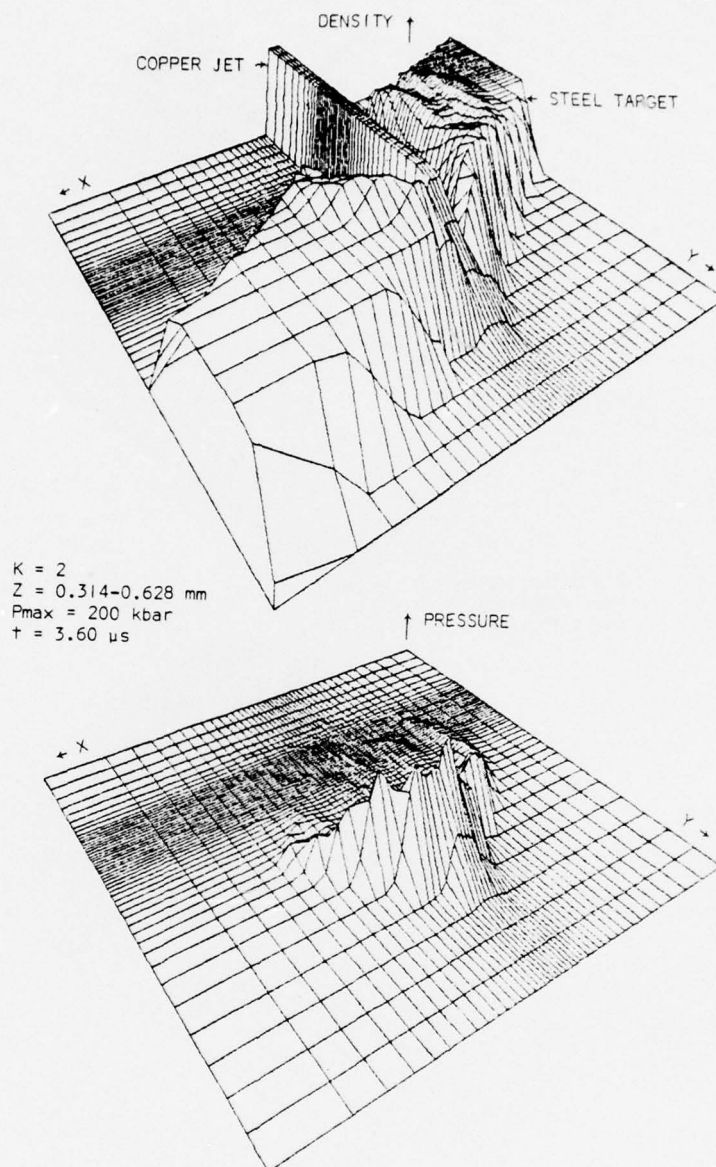 DENSITY
COPPER JET
STEEL TARGET
X
Y
K = 2
Z = 0.314-0.628 mm
Pmax = 200 kbar
t = 3.60 µs
PRESSURE
X
Y